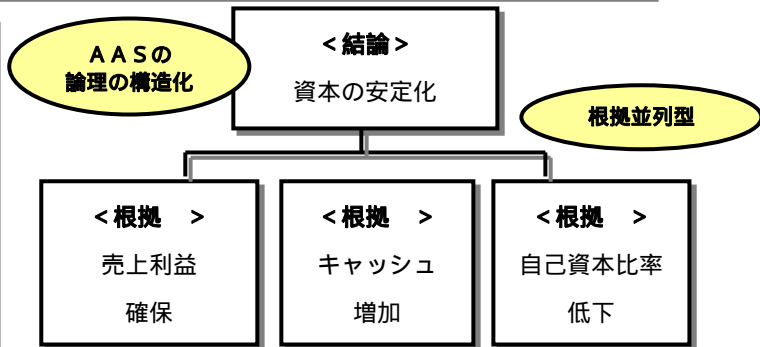 ＡＡＳの
論理の構造化
＜結論＞
資本の安定化
根拠並列型
＜根拠　＞
売上利益
確保
＜根拠　＞
キャッシュ
増加
＜根拠　＞
自己資本比率
低下